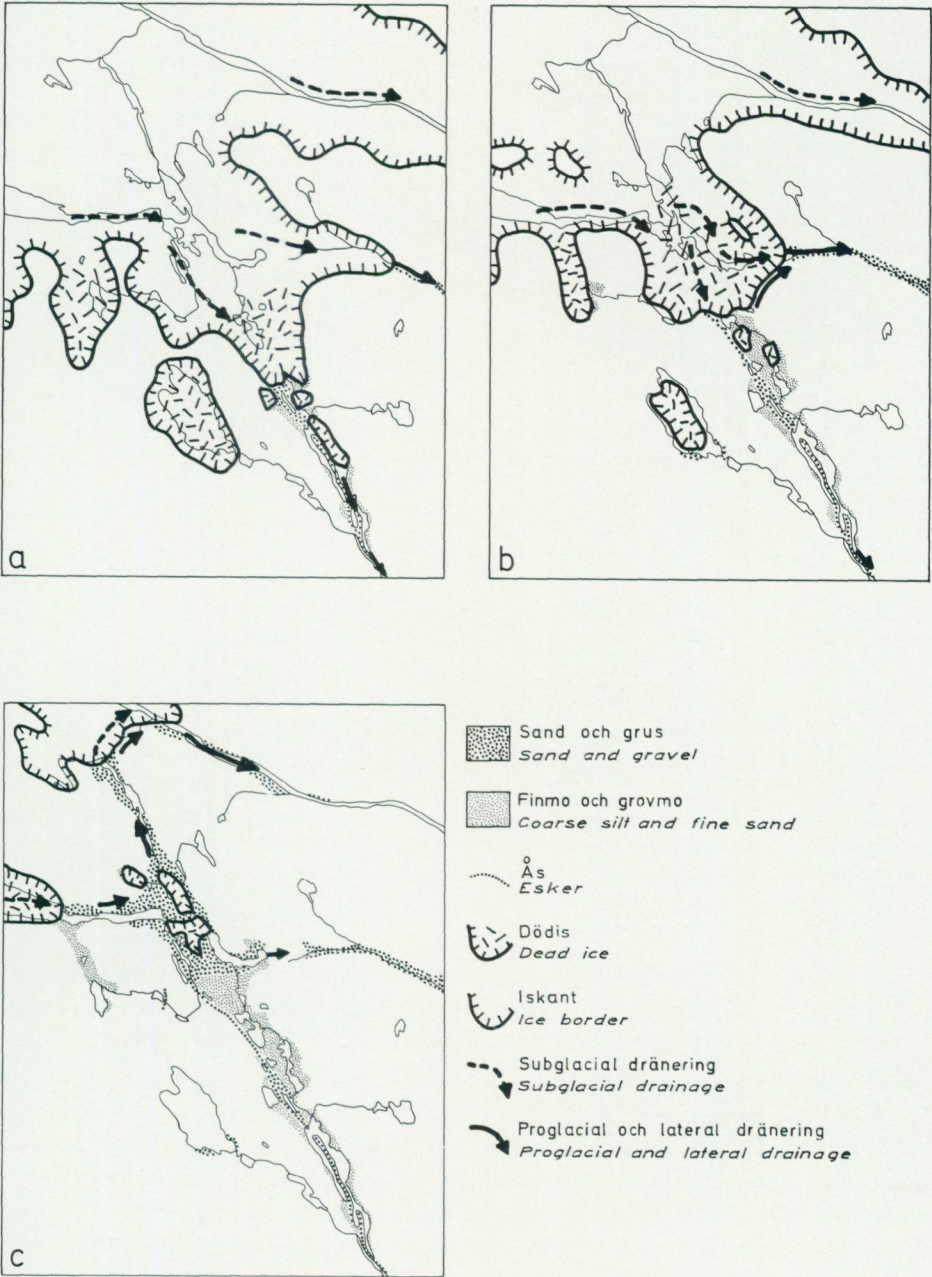 a
b
c
Sand och grus
Sand and gravel
Finmo och grovmo
Coarse silt and fine sand
Ås
Esker
Dödis
Dead ice
Iskant
Ice border
Subglacial dränering
Subglacial drainage
Proglacial och lateral dränering
Proglacial and lateral drainage